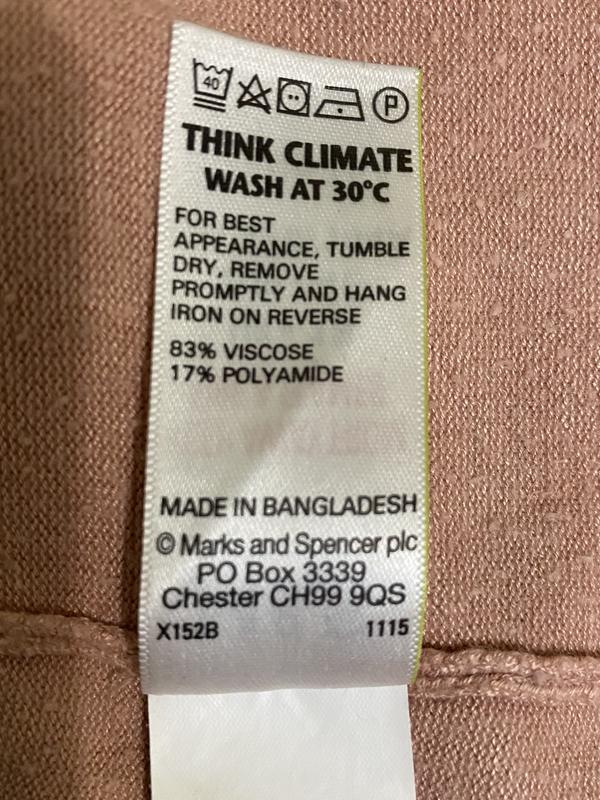 40 P
THINK CLIMATE
WASH AT 30°C
FOR BEST
APPEARANCE, TUMBLE
DRY, REMOVE
PROMPTLY AND HANG
IRON ON REVERSE
83% VISCOSE
17% POLYAMIDE
MADE IN BANGLADESH
© Marks and Spencer plc
PO Box 3339
Chester CH99 9QS
X152B 1115